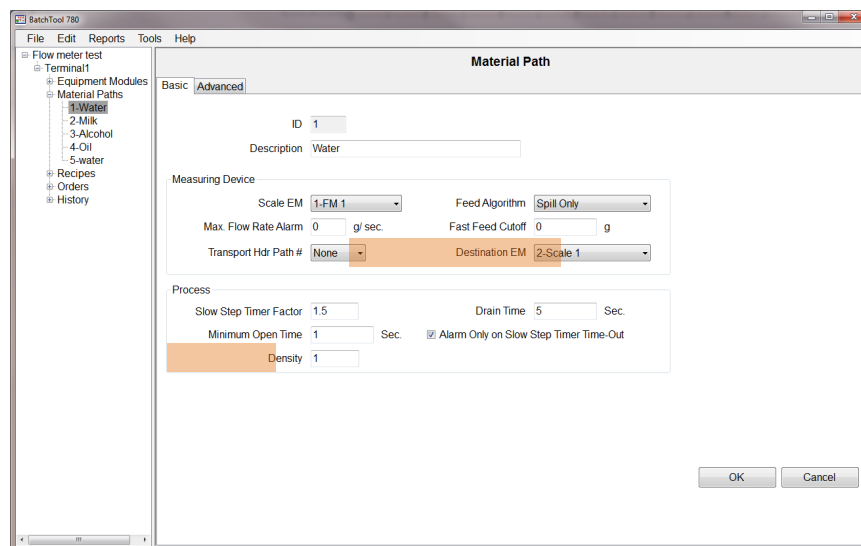 BatchTool 780
File Edit Reports Tools Help
Flow meter test
Terminal1
Equipment Modules
Material Paths
1-Water
2-Milk
3-Alcohol
4-Oil
5-water
Recipes
Orders
History
Material Path
Basic Advanced
ID 1
Description Water
Measuring Device
Scale EM 1-FM 1 Feed Algorithm Spill Only
Max. Flow Rate Alarm 0 g/ sec. Fast Feed Cutoff 0 g
Transport Hdr Path # None Destination EM 2-Scale 1
Process
Slow Step Timer Factor 1.5 Drain Time 5 Sec.
Minimum Open Time 1 Sec. Alarm Only on Slow Step Timer Time-Out
Density 1
OK Cancel